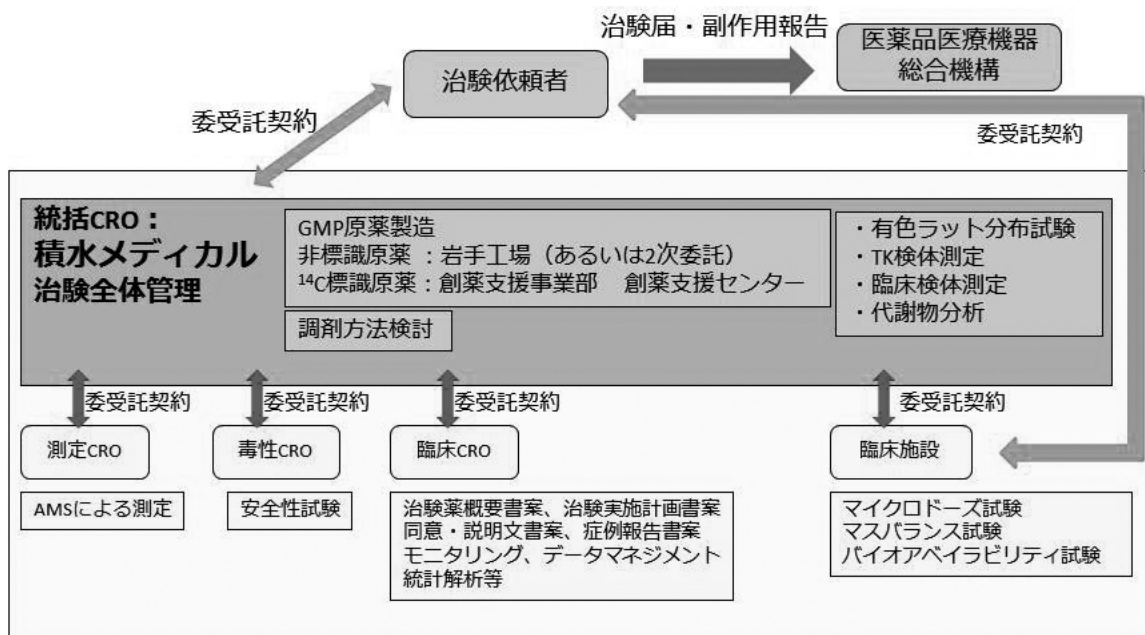 治験届・副作用報告
医薬品医療機器
総合機構
治験依頼者
委受託契約
委受託契約
統括CRO：
積水メディカル
治験全体管理
GMP原薬製造
非標識原薬 ：岩手工場（あるいは2次委託）
¹⁴C標識原薬：創薬支援事業部　創薬支援センター
調剤方法検討
・有色ラット分布試験
・TK検体測定
・臨床検体測定
・代謝物分析
委受託契約
委受託契約
委受託契約
委受託契約
測定CRO
毒性CRO
臨床CRO
臨床施設
AMSによる測定
安全性試験
治験薬概要書案、治験実施計画書案
同意・説明文書案、症例報告書案
モニタリング、データマネジメント
統計解析等
マイクロドーズ試験
マスバランス試験
バイオアベイラビリティ試験